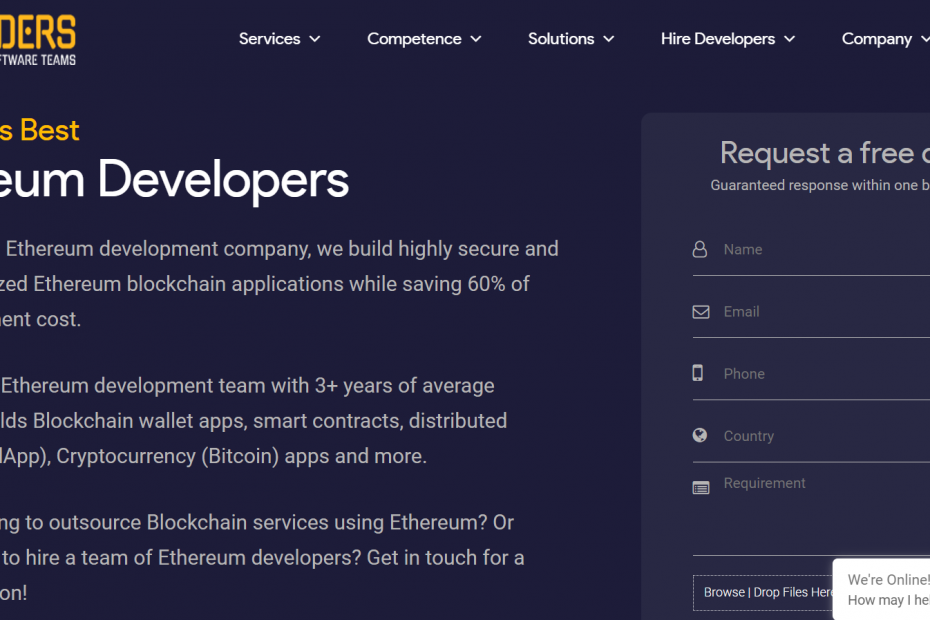 DERS
FTWARE TEAMS
Services
Competence
Solutions
Hire Developers
Company
s Best
eum Developers
Ethereum development company, we build highly secure and
zed Ethereum blockchain applications while saving 60% of
ent cost.
Ethereum development team with 3+ years of average
lds Blockchain wallet apps, smart contracts, distributed
App), Cryptocurrency (Bitcoin) apps and more.
ng to outsource Blockchain services using Ethereum? Or
to hire a team of Ethereum developers? Get in touch for a
on!
Request a free
Guaranteed response within one b
Name
Email
Phone
Country
Requirement
Browse | Drop Files Here
We're Online!
How may I he